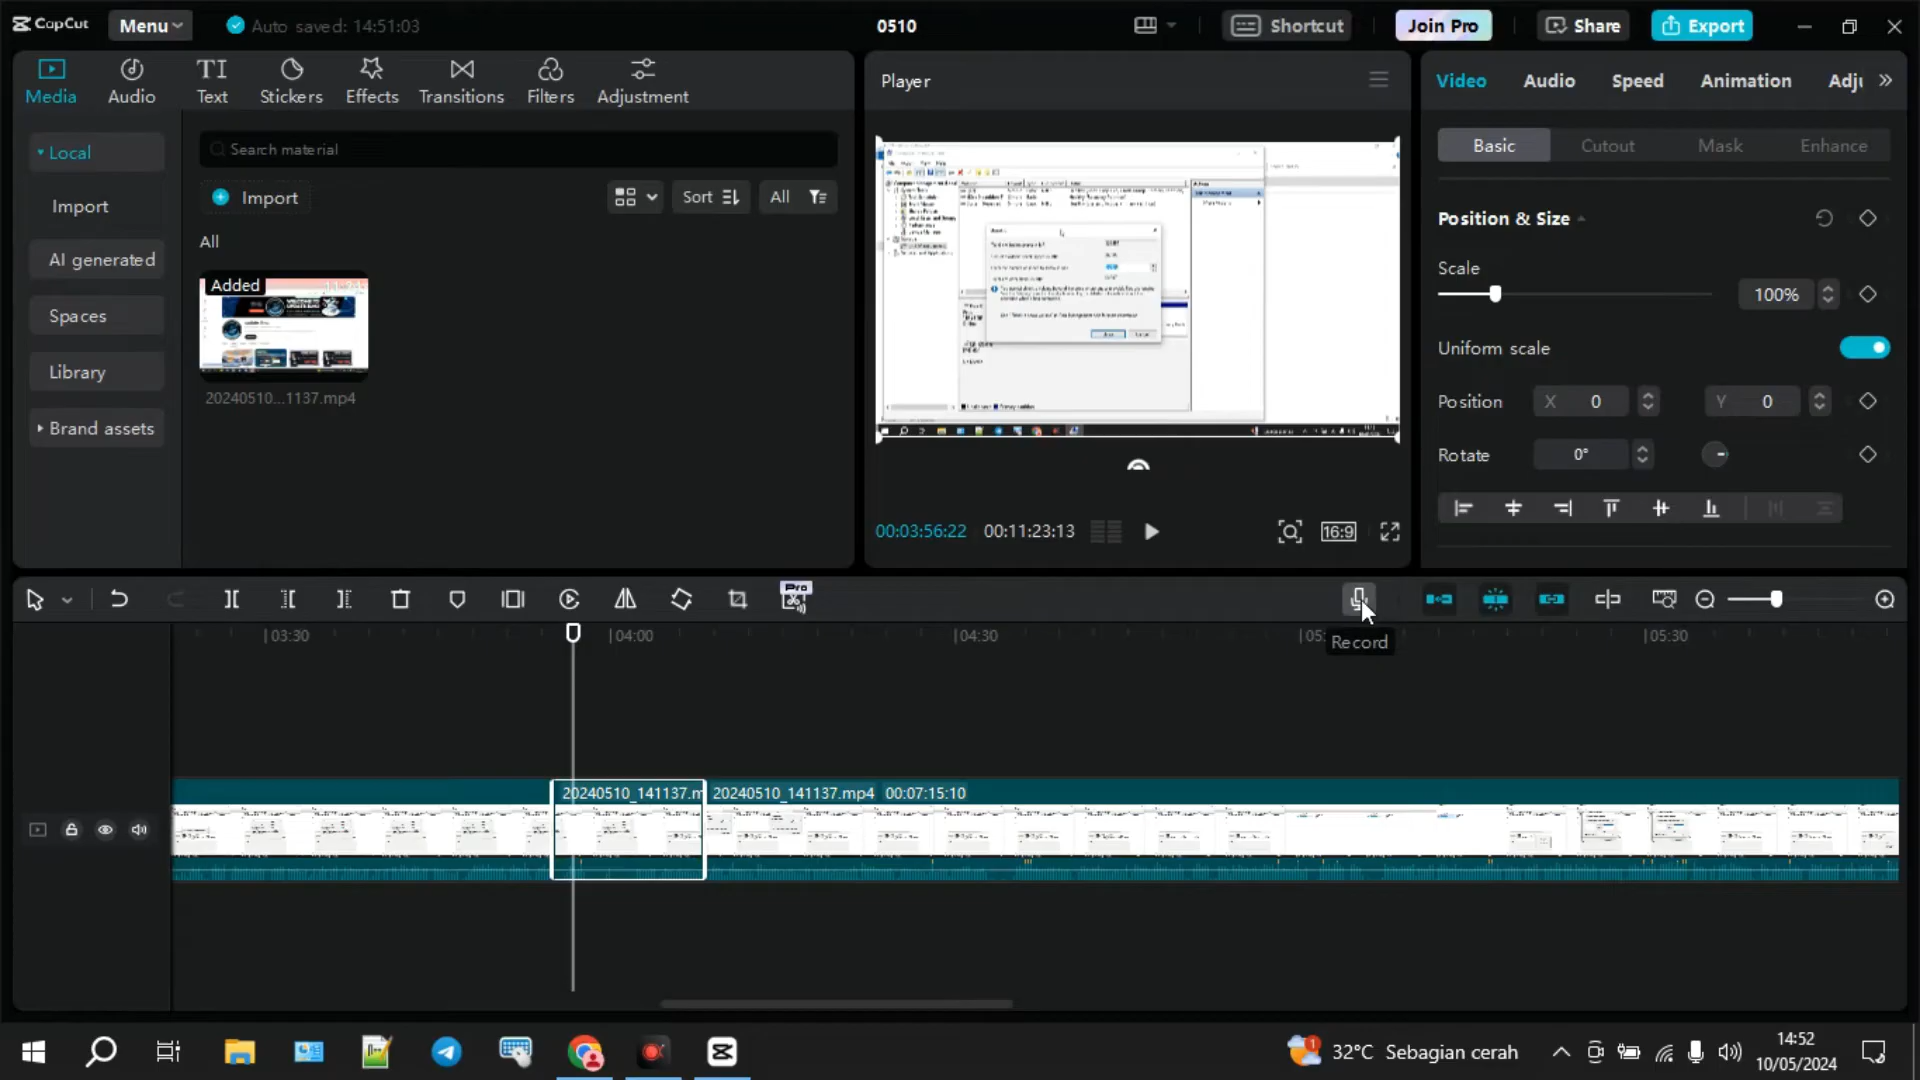 CapCut
Menu
Auto saved: 14:51:03
0510
Shortcut
Join Pro
Share
Export
Media
Audio
Text
Stickers
Effects
Transitions
Filters
Adjustment
Local
Import
AI generated
Spaces
Library
Brand assets
Search material
Import
Sort
All
All
Added
20240510...1137.mp4
Player
00:03:56:22
00:11:23:13
16:9
Video
Audio
Speed
Animation
Adju
Basic
Cutout
Mask
Enhance
Position & Size
Scale
100%
Uniform scale
Position
X 0
Y 0
Rotate
0°
Pro
Record
03:30
04:00
04:30
05:
05:30
20240510_141137.m
20240510_141137.mp4 00:07:15:10
32°C Sebagian cerah
14:52
10/05/2024